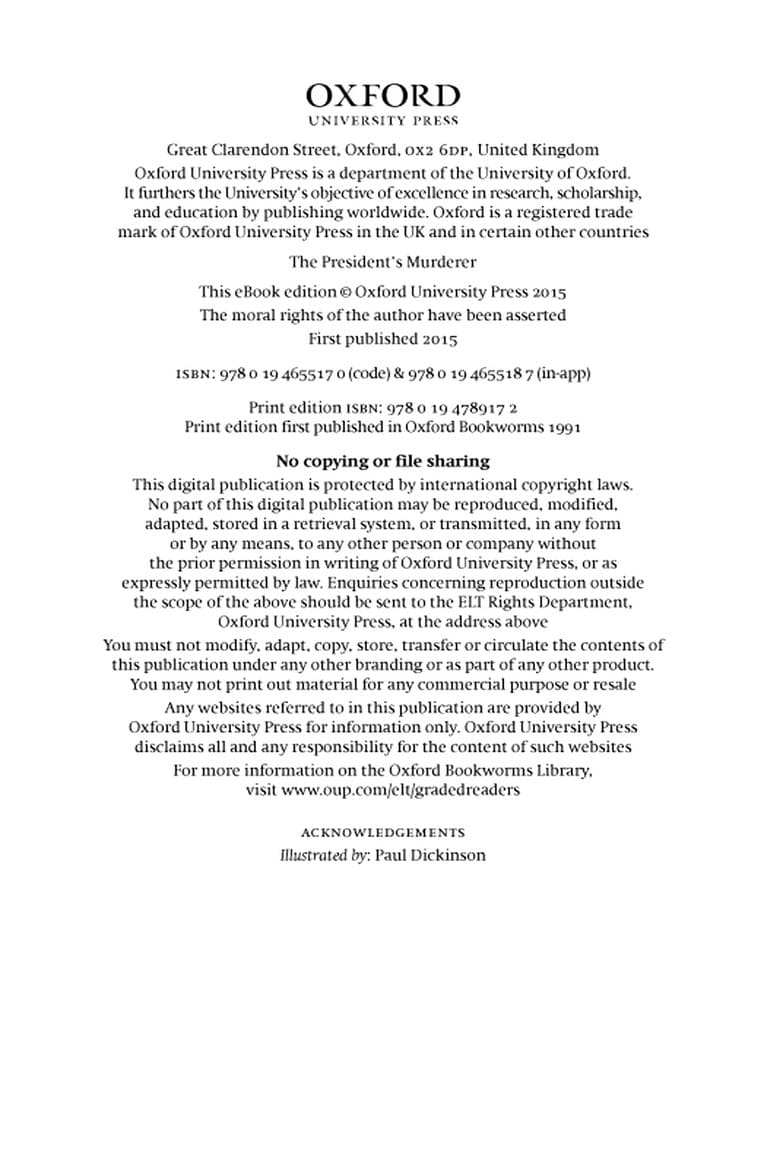 OXFORD
UNIVERSITY PRESS
Great Clarendon Street, Oxford, OX2 6DP, United Kingdom
Oxford University Press is a department of the University of Oxford.
It furthers the University's objective of excellence in research, scholarship,
and education by publishing worldwide. Oxford is a registered trade
mark of Oxford University Press in the UK and in certain other countries
The President's Murderer
This eBook edition © Oxford University Press 2015
The moral rights of the author have been asserted
First published 2015
ISBN: 978 0 19 465517 0 (code) & 978 0 19 465518 7 (in-app)
Print edition ISBN: 978 0 19 478917 2
Print edition first published in Oxford Bookworms 1991
No copying or file sharing
This digital publication is protected by international copyright laws.
No part of this digital publication may be reproduced, modified,
adapted, stored in a retrieval system, or transmitted, in any form
or by any means, to any other person or company without
the prior permission in writing of Oxford University Press, or as
expressly permitted by law. Enquiries concerning reproduction outside
the scope of the above should be sent to the ELT Rights Department,
Oxford University Press, at the address above
You must not modify, adapt, copy, store, transfer or circulate the contents of
this publication under any other branding or as part of any other product.
You may not print out material for any commercial purpose or resale
Any websites referred to in this publication are provided by
Oxford University Press for information only. Oxford University Press
disclaims all and any responsibility for the content of such websites
For more information on the Oxford Bookworms Library,
visit www.oup.com/elt/gradedreaders
ACKNOWLEDGEMENTS
Illustrated by: Paul Dickinson